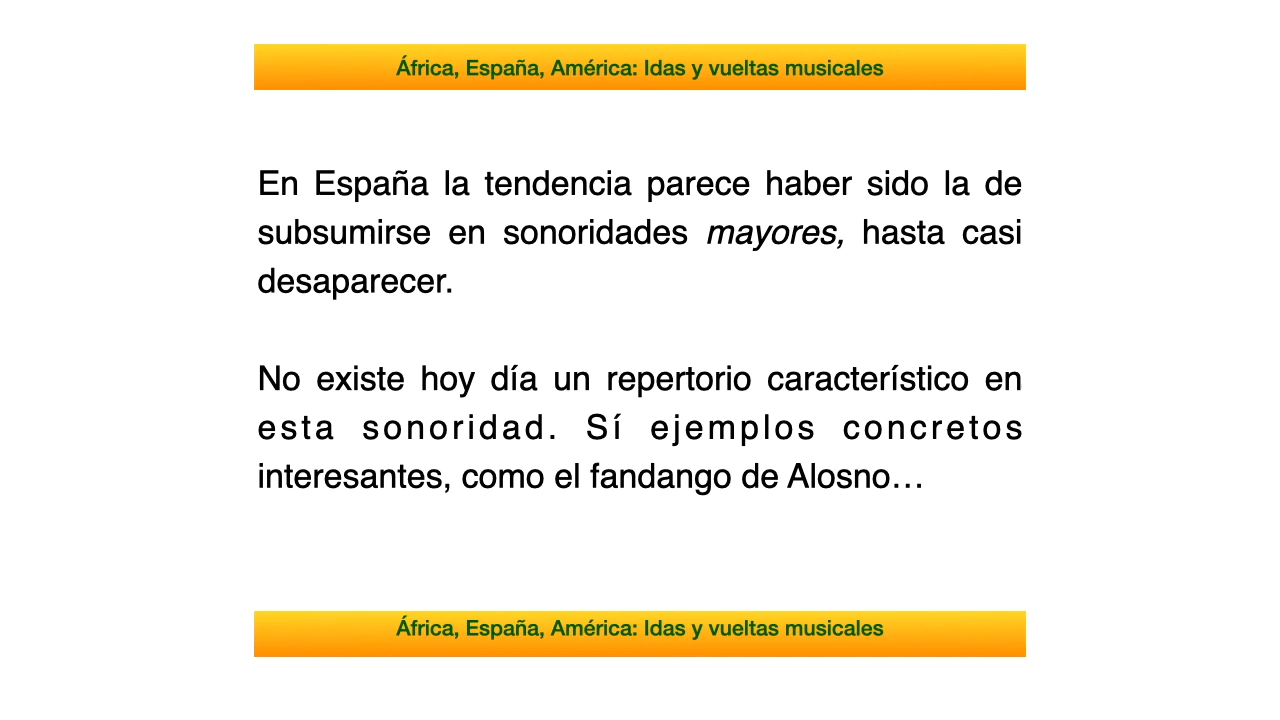 África, España, América: Idas y vueltas musicales
En España la tendencia parece haber sido la de
subsumirse en sonoridades mayores, hasta casi
desaparecer.
No existe hoy día un repertorio característico en
esta sonoridad. Sí ejemplos concretos
interesantes, como el fandango de Alosno…
África, España, América: Idas y vueltas musicales